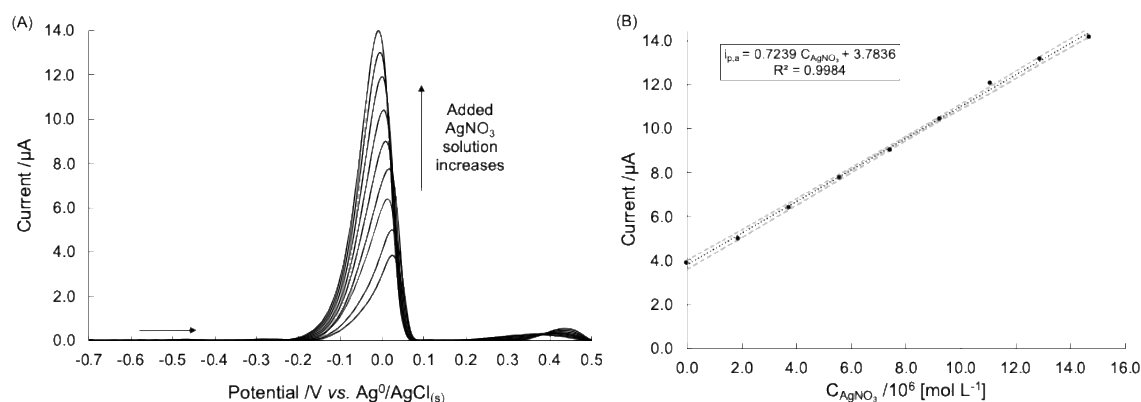 (A)
14.0
12.0
10.0
8.0
6.0
4.0
2.0
0.0
Current /µA
Added
AgNO₃
solution
increases
-0.7 -0.6 -0.5 -0.4 -0.3 -0.2 -0.1 0.0 0.1 0.2 0.3 0.4 0.5
Potential /V vs. Ag⁰/AgCl₍ₛ₎
(B)
14.0
12.0
10.0
8.0
6.0
4.0
2.0
0.0
Current /µA
iₚ,ₐ = 0.7239 C_AgNO₃ + 3.7836
R² = 0.9984
0.0 2.0 4.0 6.0 8.0 10.0 12.0 14.0
C_AgNO₃ /10⁶ [mol L⁻¹]